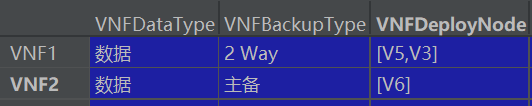 VNFDataType VNFBackupType VNFDeployNode
VNF1 数据 2 Way [V5,V3]
VNF2 数据 主备 [V6]